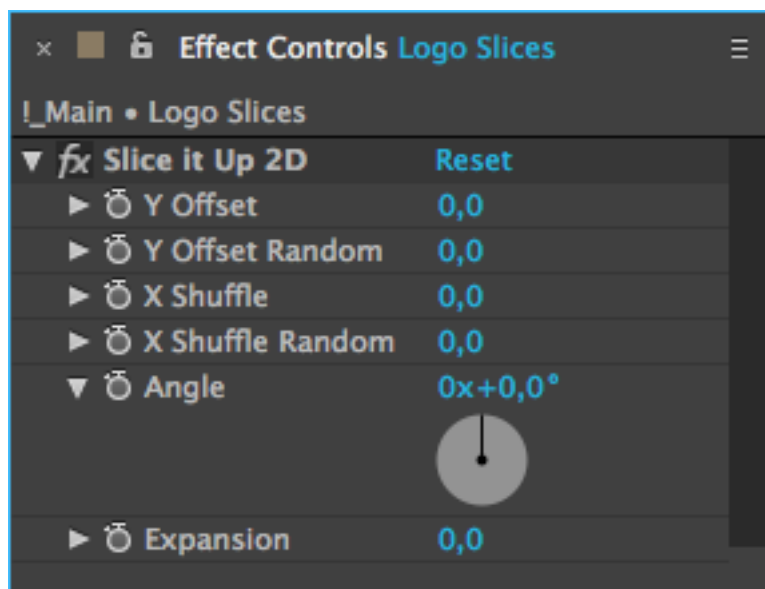 × Effect Controls Logo Slices ≡
!_Main • Logo Slices
▼ fx Slice it Up 2D Reset
► Y Offset 0,0
► Y Offset Random 0,0
► X Shuffle 0,0
► X Shuffle Random 0,0
▼ Angle 0x+0,0°
► Expansion 0,0